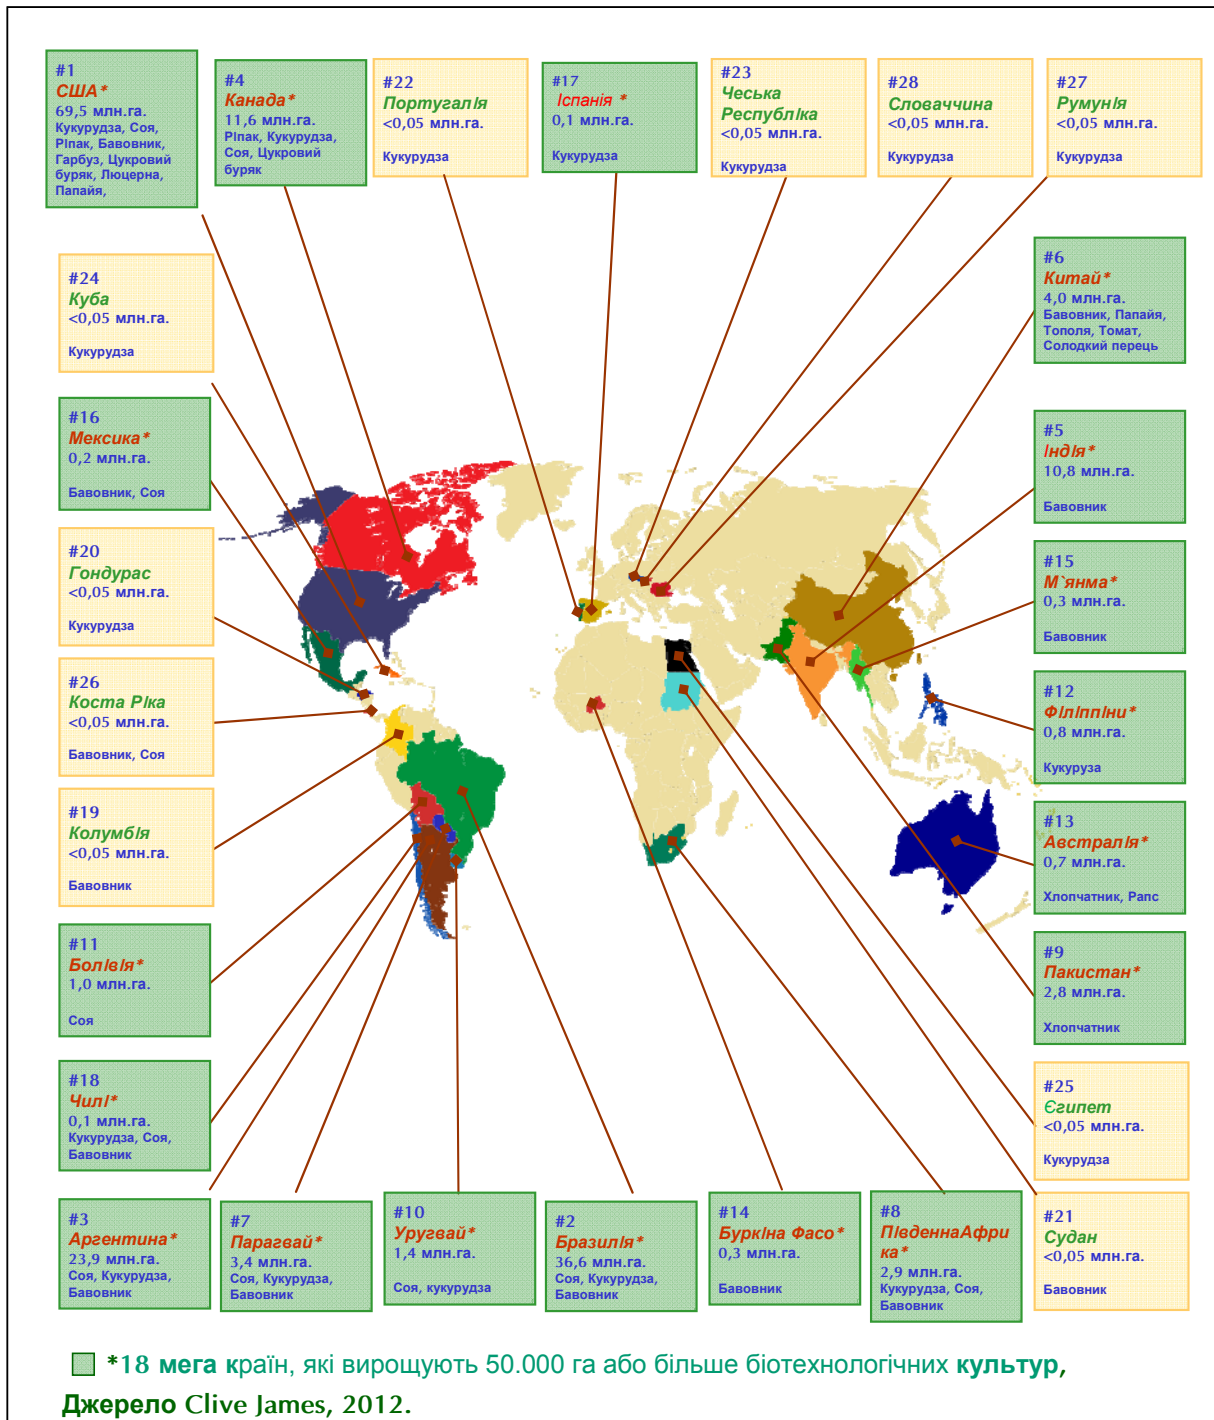 #1
США*
69,5 млн.га.
Кукурудза, Соя,
Ріпак, Бавовник,
Гарбуз, Цукровий
буряк, Люцерна,
Папайя,
#4
Канада*
11,6 млн.га.
Ріпак, Кукурудза,
Соя, Цукровий
буряк
#22
Португалія
<0,05 млн.га.
Кукурудза
#17
Іспанія *
0,1 млн.га.
Кукурудза
#23
Чеська
Республіка
<0,05 млн.га.
Кукурудза
#28
Словаччина
<0,05 млн.га.
Кукурудза
#27
Румунія
<0,05 млн.га.
Кукурудза
#24
Куба
<0,05 млн.га.
Кукурудза
#6
Китай*
4,0 млн.га.
Бавовник, Папайя,
Тополя, Томат,
Солодкий перець
#16
Мексика*
0,2 млн.га.
Бавовник, Соя
#5
Індія*
10,8 млн.га.
Бавовник
#20
Гондурас
<0,05 млн.га.
Кукурудза
#15
М`янма*
0,3 млн.га.
Бавовник
#26
Коста Ріка
<0,05 млн.га.
Бавовник, Соя
#12
Філіппіни*
0,8 млн.га.
Кукуруза
#19
Колумбія
<0,05 млн.га.
Бавовник
#13
Австралія*
0,7 млн.га.
Хлопчатник, Рапс
#11
Болівія*
1,0 млн.га.
Соя
#9
Пакистан*
2,8 млн.га.
Хлопчатник
#18
Чилі*
0,1 млн.га.
Кукурудза, Соя,
Бавовник
#25
Єгипет
<0,05 млн.га.
Кукурудза
#3
Аргентина*
23,9 млн.га.
Соя, Кукурудза,
Бавовник
#7
Парагвай*
3,4 млн.га.
Соя, Кукурудза,
Бавовник
#10
Уругвай*
1,4 млн.га.
Соя, кукурудза
#2
Бразилія*
36,6 млн.га.
Соя, Кукурудза,
Бавовник
#14
Буркіна Фасо*
0,3 млн.га.
Бавовник
#8
ПівденнаАфри
ка*
2,9 млн.га.
Кукурудза, Соя,
Бавовник
#21
Судан
<0,05 млн.га.
Бавовник
*18 мега країн, які вирощують 50.000 га або більше біотехнологічних культур,
Джерело Clive James, 2012.